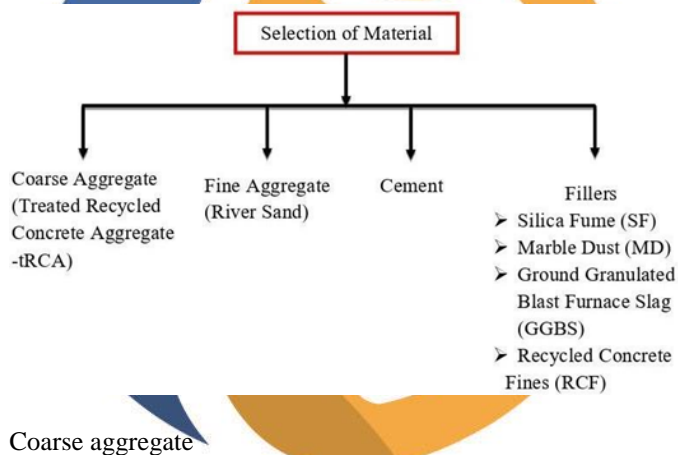 Selection of Material
Coarse Aggregate
(Treated Recycled
Concrete Aggregate
-tRCA)
Fine Aggregate
(River Sand)
Cement
Fillers
➢ Silica Fume (SF)
➢ Marble Dust (MD)
➢ Ground Granulated
Blast Furnace Slag
(GGBS)
➢ Recycled Concrete
Fines (RCF)
Coarse aggregate